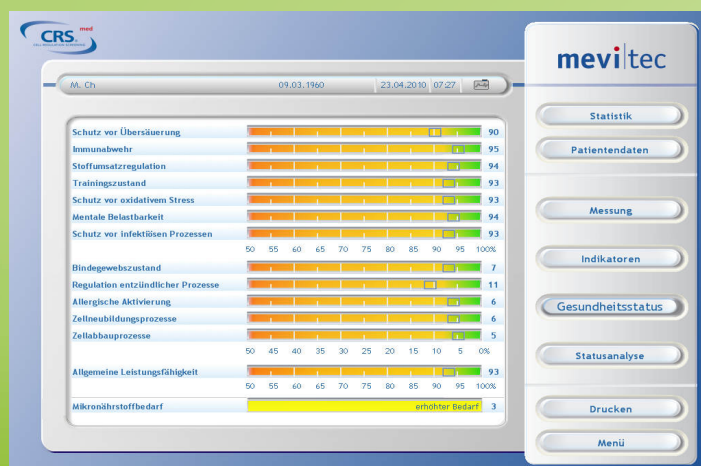 CRS. med
M. Ch 09.03.1960 23.04.2010 07:27
Schutz vor Übersäuerung 90
Immunabwehr 95
Stoffumsatzregulation 94
Trainingszustand 93
Schutz vor oxidativem Stress 93
Mentale Belastbarkeit 94
Schutz vor infektiösen Prozessen 93
50 55 60 65 70 75 80 85 90 95 100%
Bindegewebszustand 7
Regulation entzündlicher Prozesse 11
Allergische Aktivierung 6
Zellneubildungsprozesse 6
Zellabbauprozesse 5
50 45 40 35 30 25 20 15 10 5 0%
Allgemeine Leistungsfähigkeit 93
50 55 60 65 70 75 80 85 90 95 100%
Mikronährstoffbedarf erhöhter Bedarf 3
mevitec
Statistik
Patientendaten
Messung
Indikatoren
Gesundheitsstatus
Statusanalyse
Drucken
Menü